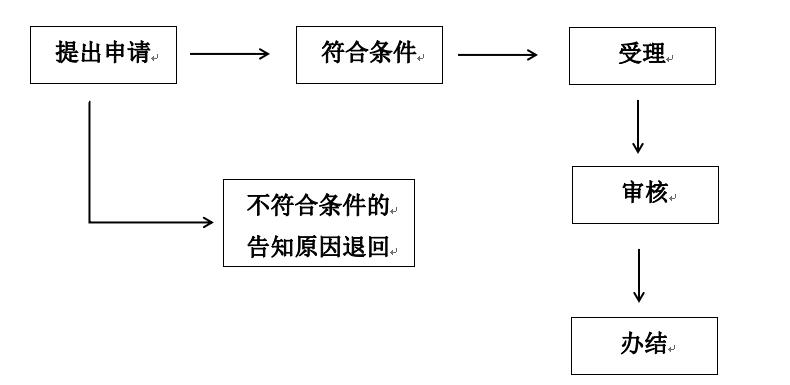 提出申请
符合条件
受理
审核
不符合条件的
告知原因退回
办结